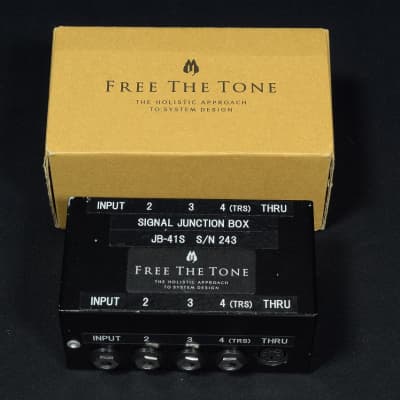 FREE THE TONE
THE HOLISTIC APPROACH
TO SYSTEM DESIGN
INPUT 2 3 4 (TRS) THRU
SIGNAL JUNCTION BOX
JB-41S S/N 243
FREE THE TONE
THE HOLISTIC APPROACH
TO SYSTEM DESIGN
INPUT 2 3 4 (TRS) THRU
INPUT 2 3 4 (TRS) THRU